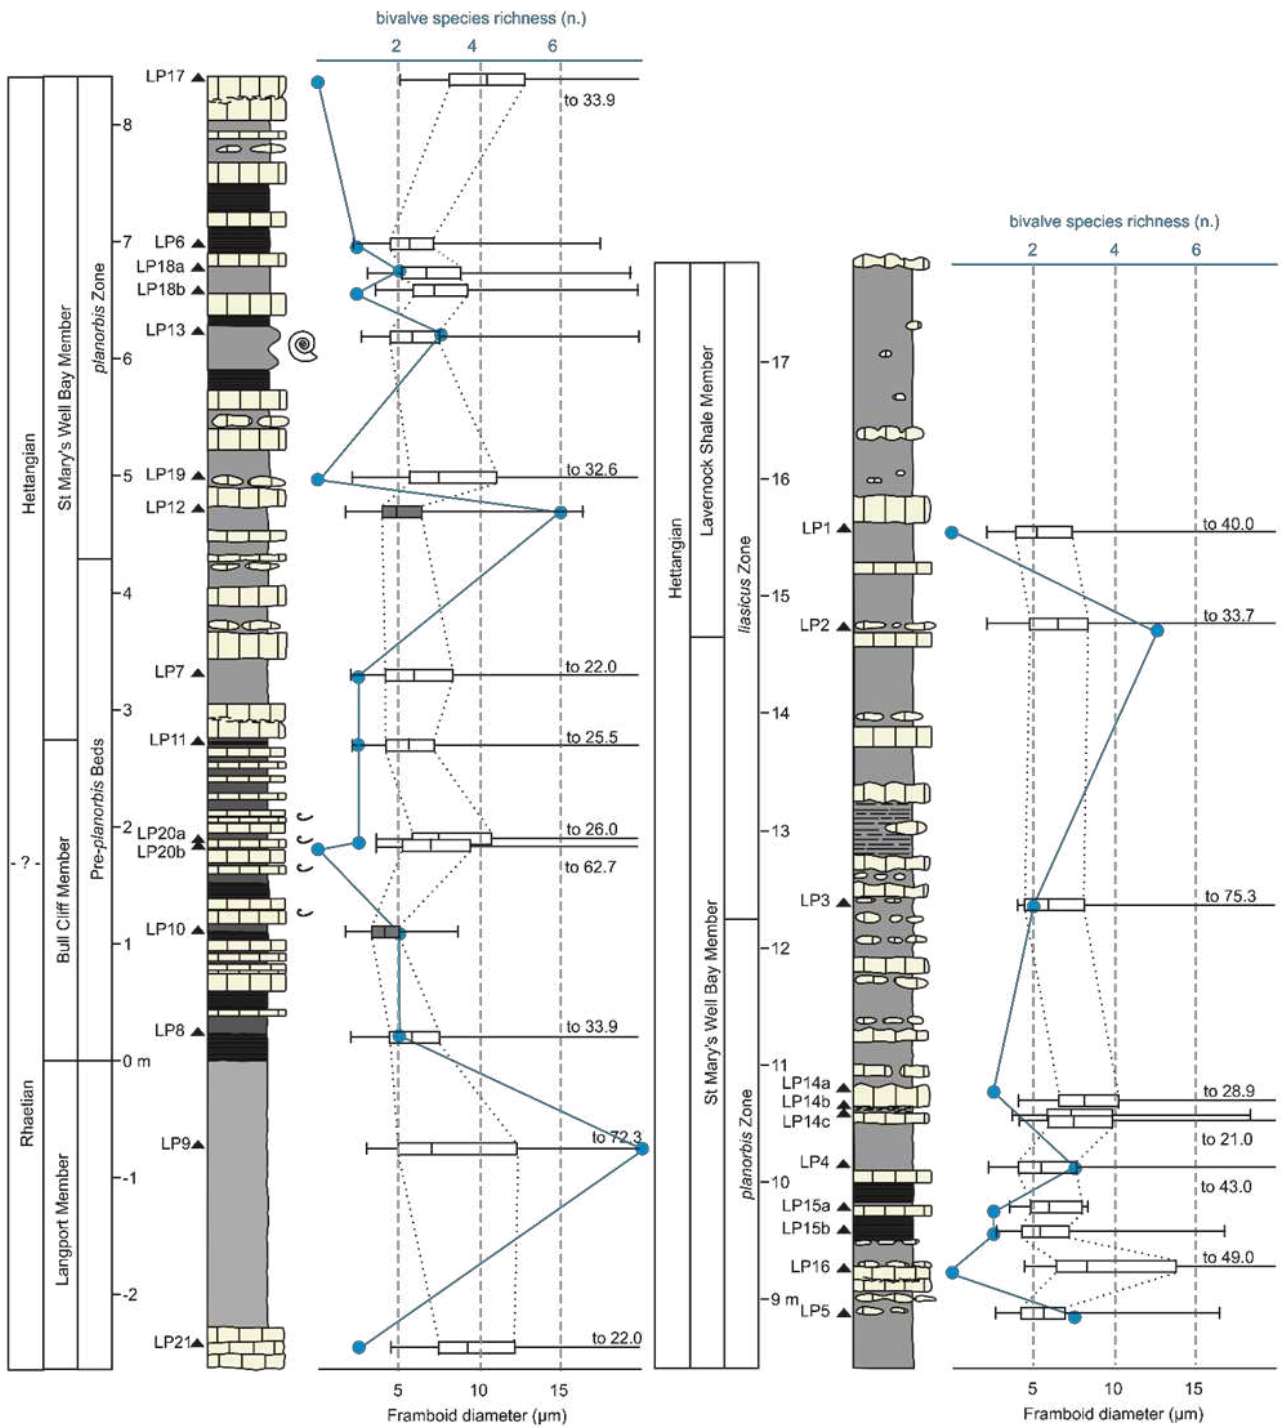 bivalve species richness (n.)
2 4 6
LP17
to 33.9
8
7
LP6
LP18a
LP18b
LP13
6
5
LP19
to 32.6
LP12
4
LP7
to 22.0
3
LP11
to 25.5
2
LP20a
to 26.0
LP20b
to 62.7
LP10
1
LP8
to 33.9
0 m
LP9
to 72.3
-1
-2
LP21
to 22.0
5 10 15
Framboid diameter (µm)
Hettangian
- ? -
Rhaetian
St Mary's Well Bay Member
Bull Cliff Member
Langport Member
planorbis Zone
Pre-planorbis Beds
bivalve species richness (n.)
2 4 6
17
16
LP1
to 40.0
15
LP2
to 33.7
14
13
LP3
to 75.3
12
11
LP14a
to 28.9
LP14b
LP14c
to 21.0
LP4
10
to 43.0
LP15a
LP15b
LP16
to 49.0
9 m
LP5
5 10 15
Framboid diameter (µm)
Hettangian
Lavernock Shale Member
St Mary's Well Bay Member
liasicus Zone
planorbis Zone